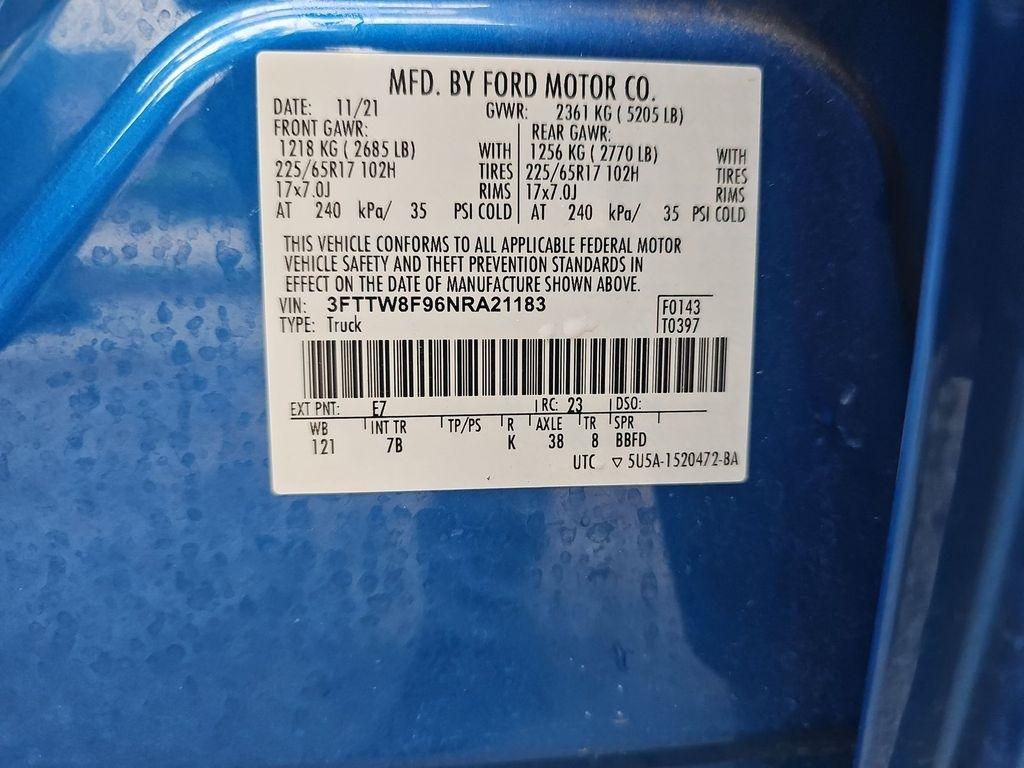 MFD. BY FORD MOTOR CO.
DATE: 11/21 GVWR: 2361 KG ( 5205 LB)
FRONT GAWR: REAR GAWR:
1218 KG ( 2685 LB) WITH 1256 KG ( 2770 LB) WITH
225/65R17 102H TIRES 225/65R17 102H TIRES
17x7.0J RIMS 17x7.0J RIMS
AT 240 kPa/ 35 PSI COLD AT 240 kPa/ 35 PSI COLD
THIS VEHICLE CONFORMS TO ALL APPLICABLE FEDERAL MOTOR
VEHICLE SAFETY AND THEFT PREVENTION STANDARDS IN
EFFECT ON THE DATE OF MANUFACTURE SHOWN ABOVE.
VIN: 3FTTW8F96NRA21183 F0143
TYPE: Truck T0397
EXT PNT: E7 RC: 23 DSO:
WB INT TR TP/PS R AXLE TR SPR
121 7B K 38 8 BBFD
UTC ▽ 5U5A-1520472-BA